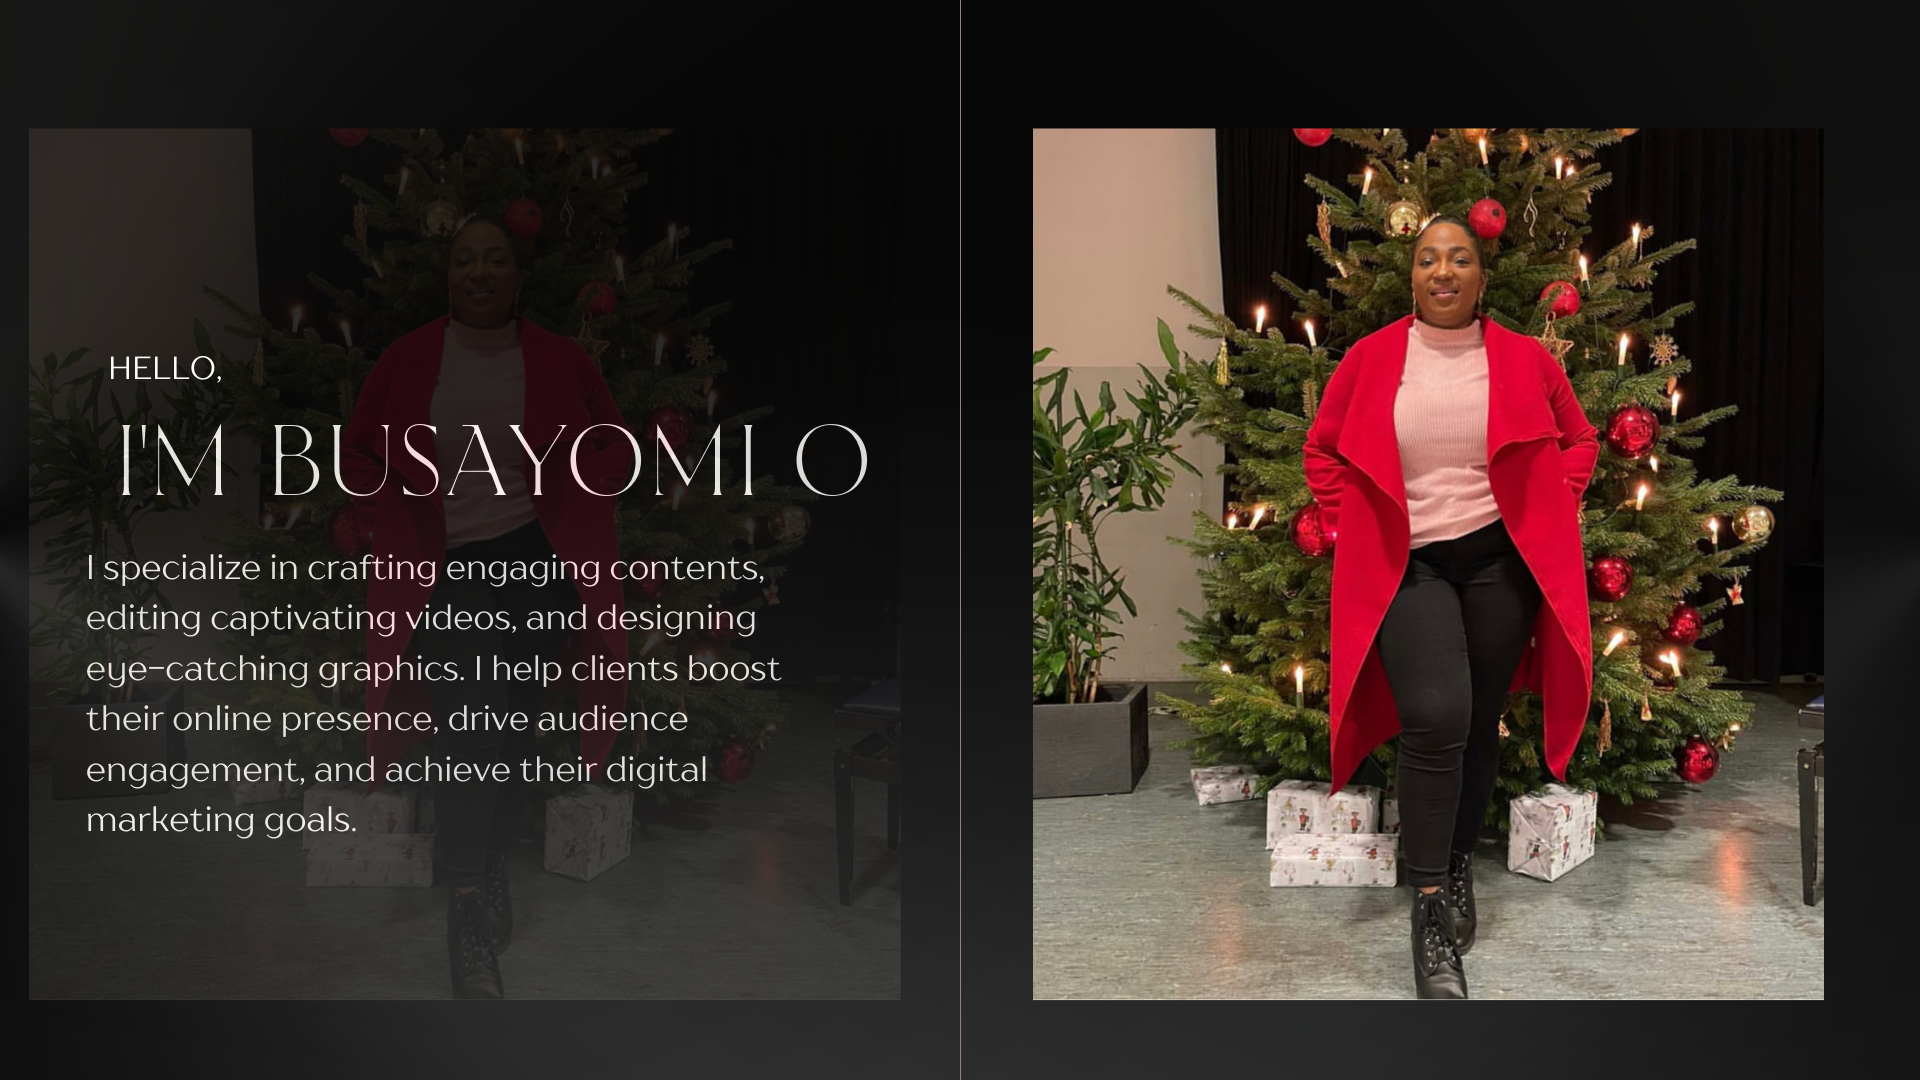 HELLO,
I'M BUSAYOMI O
I specialize in crafting engaging contents,
editing captivating videos, and designing
eye-catching graphics. I help clients boost
their online presence, drive audience
engagement, and achieve their digital
marketing goals.